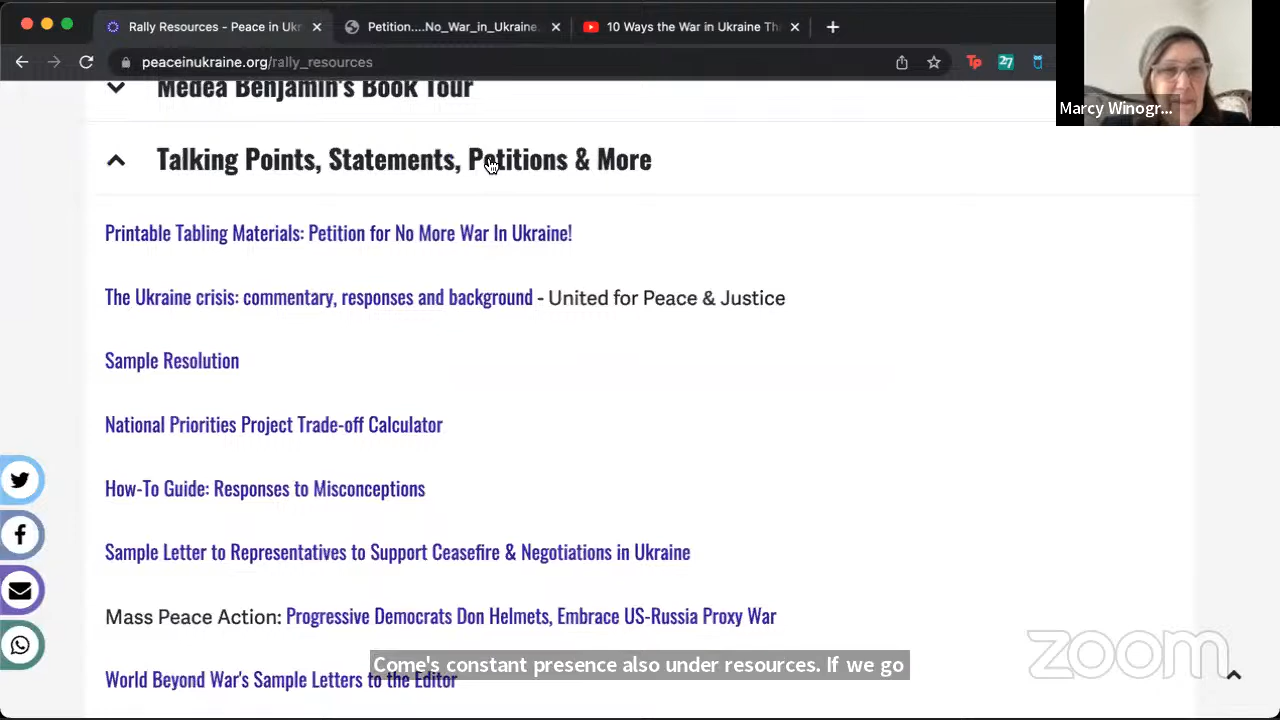 Rally Resources - Peace in Ukr
Petition....No_War_in_Ukraine.
10 Ways the War in Ukraine Th
peaceinukraine.org/rally_resources
27
Marcy Winogr...
Medea Benjamin's Book Tour
Talking Points, Statements, Petitions & More
Printable Tabling Materials: Petition for No More War In Ukraine!
The Ukraine crisis: commentary, responses and background - United for Peace & Justice
Sample Resolution
National Priorities Project Trade-off Calculator
How-To Guide: Responses to Misconceptions
Sample Letter to Representatives to Support Ceasefire & Negotiations in Ukraine
Mass Peace Action: Progressive Democrats Don Helmets, Embrace US-Russia Proxy War
Come's constant presence also under resources. If we go
World Beyond War's Sample Letters to the Editor
zoom